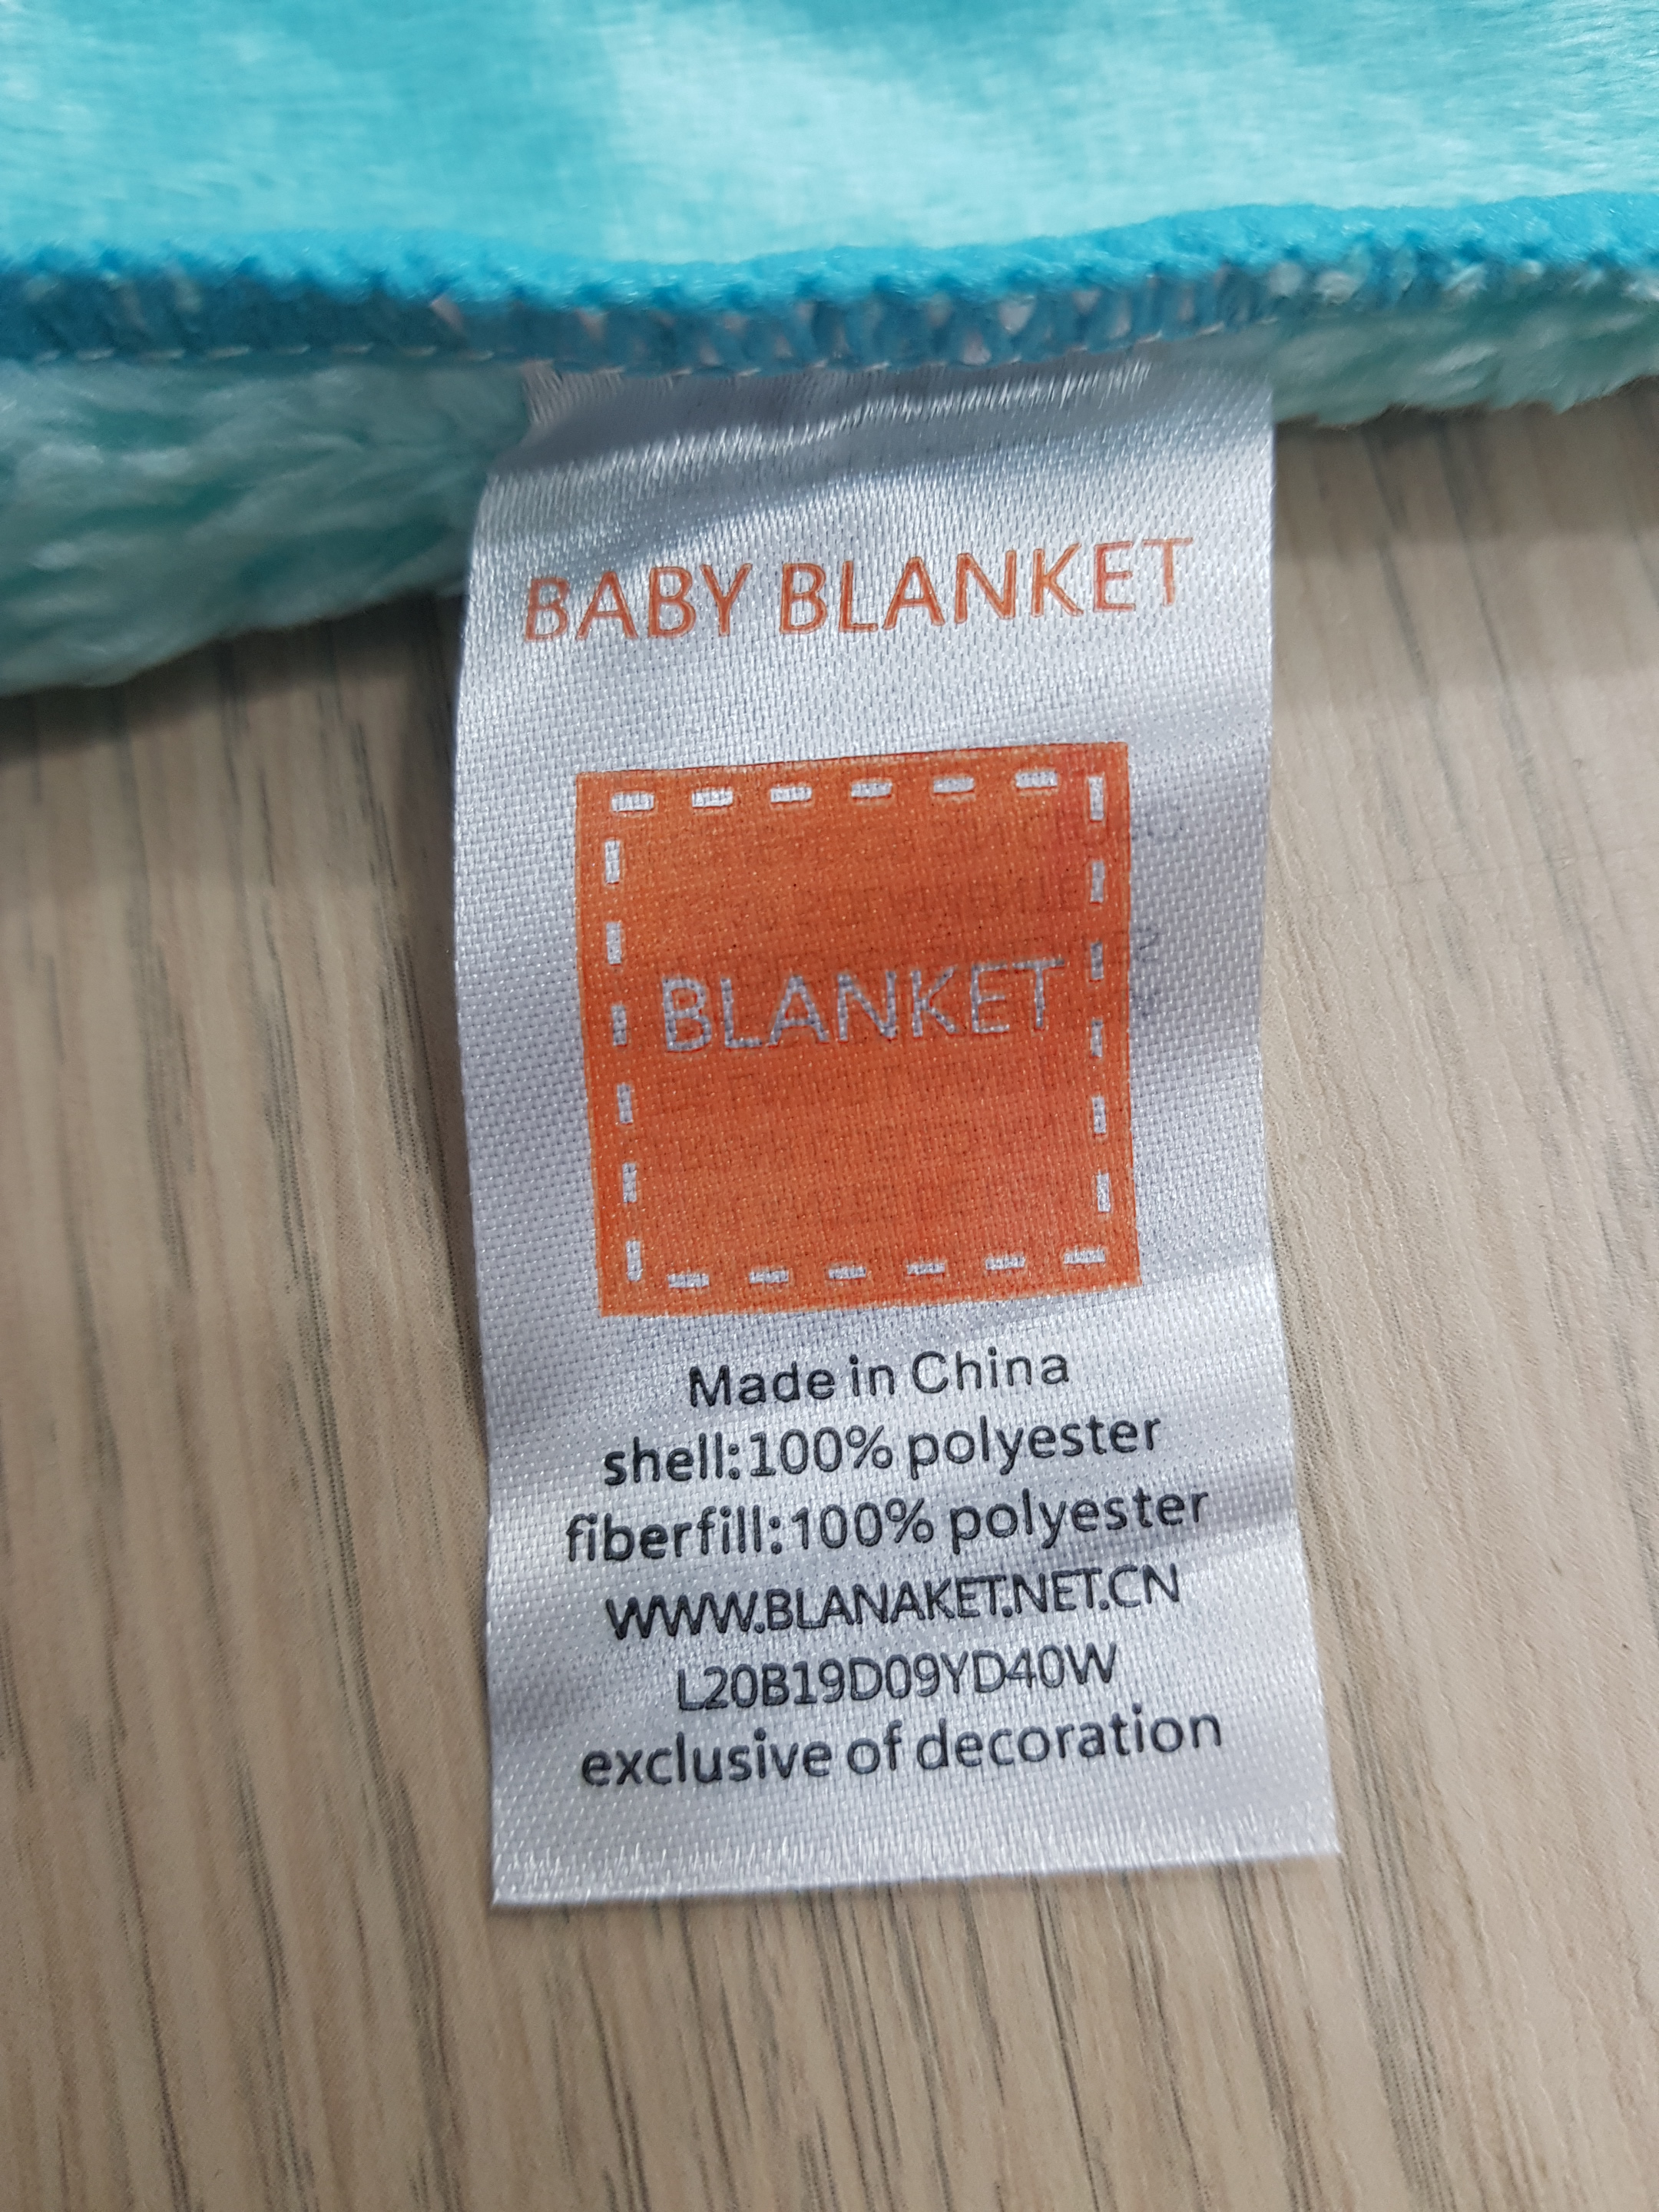 BABY BLANKET
BLANKET
Made in China
shell:100% polyester
fiberfill:100% polyester
WWW.BLANAKET.NET.CN
L20B19D09YD40W
exclusive of decoration